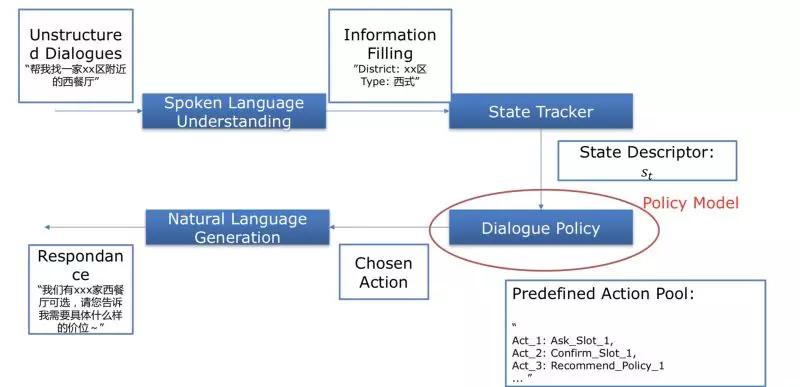 Unstructure
d Dialogues
“帮我找一家xx区附近
的西餐厅”
Information
Filling
”District: xx区
Type: 西式”
Spoken Language
Understanding
State Tracker
State Descriptor:
sₜ
Policy Model
Natural Language
Generation
Dialogue Policy
Respondance
“我们有xxx家西餐
厅可选，请您告诉
我需要具体什么样
的价位～”
Chosen
Action
Predefined Action Pool:
“
Act_1: Ask_Slot_1,
Act_2: Confirm_Slot_1,
Act_3: Recommend_Policy_1
... ”